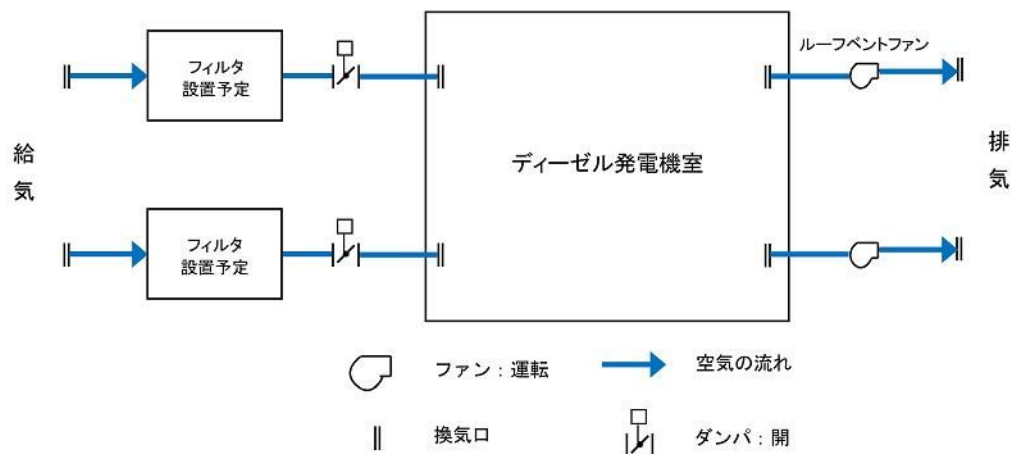 ルーフベントファン
フィルタ
設置予定
給気
ディーゼル発電機室
排気
フィルタ
設置予定
ファン：運転
空気の流れ
換気口
ダンパ：開